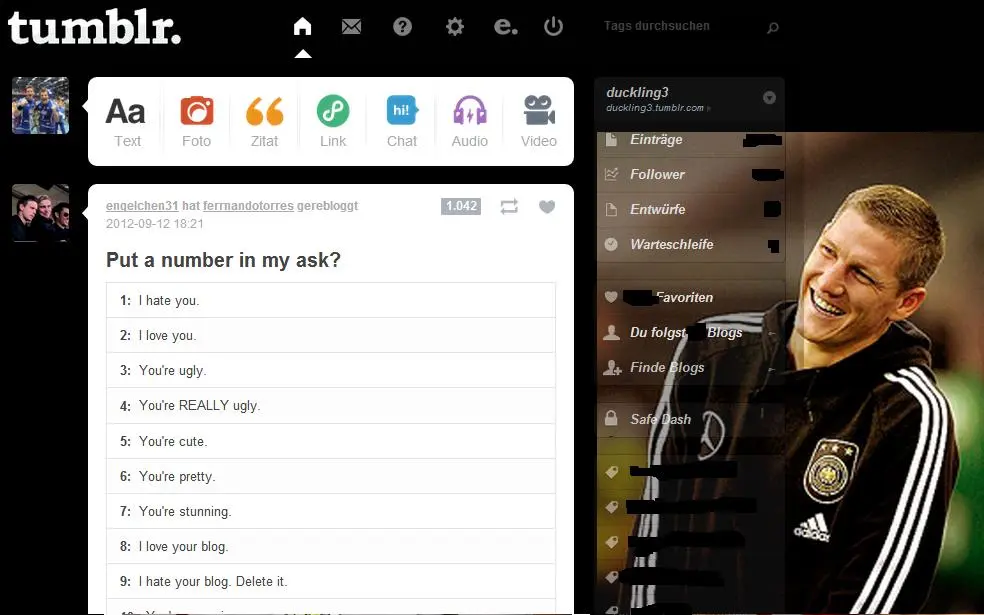 tumblr.
?
e.
Tags durchsuchen
Aa
hi!
Text
Foto
Zitat
Link
Chat
Audio
Video
duckling3
duckling3.tumblr.com
Einträge
Follower
Entwürfe
Warteschleife
Favoriten
Du folgst Blogs
Finde Blogs
Safe Dash
engelchen31 hat ferrnandotorres gerebloggt
1.042
2012-09-12 18:21
Put a number in my ask?
1: I hate you.
2: I love you.
3: You're ugly.
4: You're REALLY ugly.
5: You're cute.
6: You're pretty.
7: You're stunning.
8: I love your blog.
9: I hate your blog. Delete it.
adidas